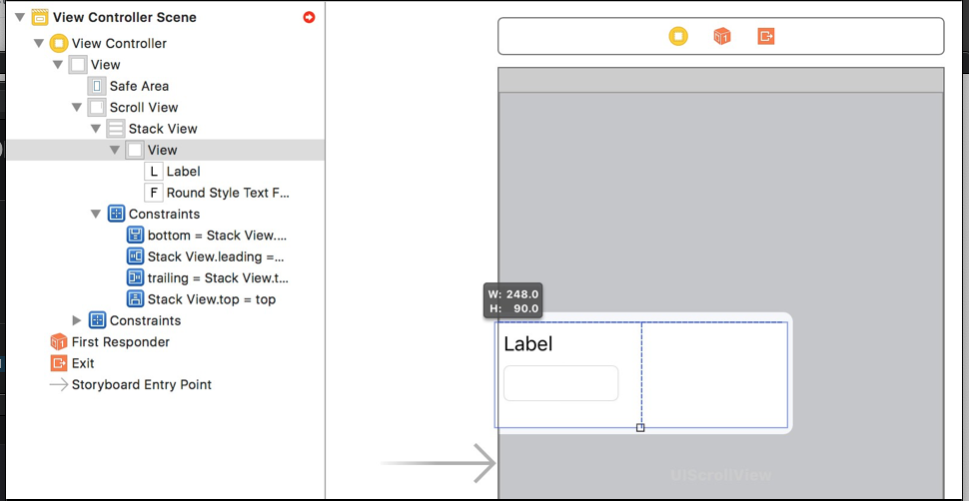 View Controller Scene
View Controller
View
Safe Area
Scroll View
Stack View
View
L Label
F Round Style Text F...
Constraints
bottom = Stack View....
Stack View.leading =...
trailing = Stack View.t...
Stack View.top = top
Constraints
First Responder
Exit
Storyboard Entry Point
W: 248.0
H: 90.0
Label
UIScrollView